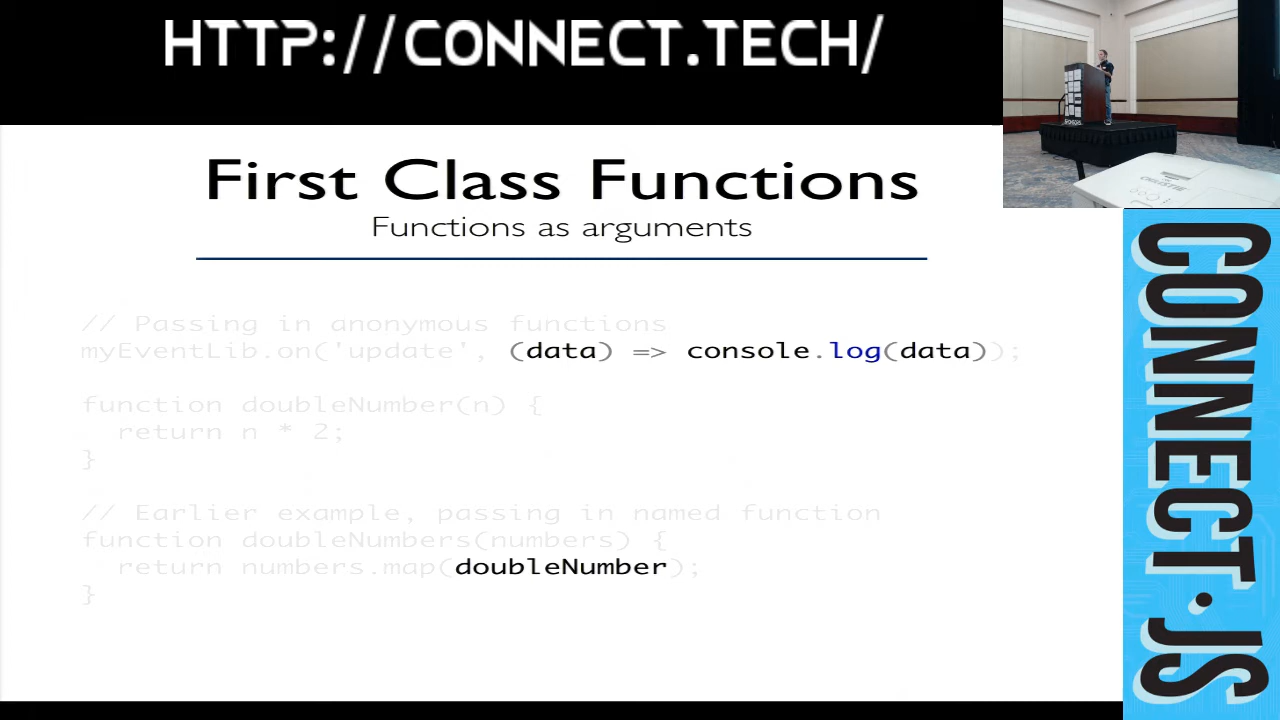 HTTP://CONNECT.TECH/
First Class Functions
Functions as arguments
// Passing in anonymous functions
myEventLib.on('update', (data) => console.log(data));
function doubleNumber(n) {
  return n * 2;
}
// Earlier example, passing in named function
function doubleNumbers(numbers) {
  return numbers.map(doubleNumber);
}
CHRISTIE
CONNECT.JS